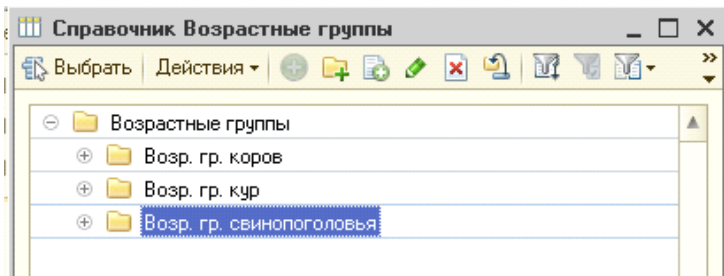 Справочник Возрастные группы
Выбрать Действия
Возрастные группы
Возр. гр. коров
Возр. гр. кур
Возр. гр. свинопоголовья